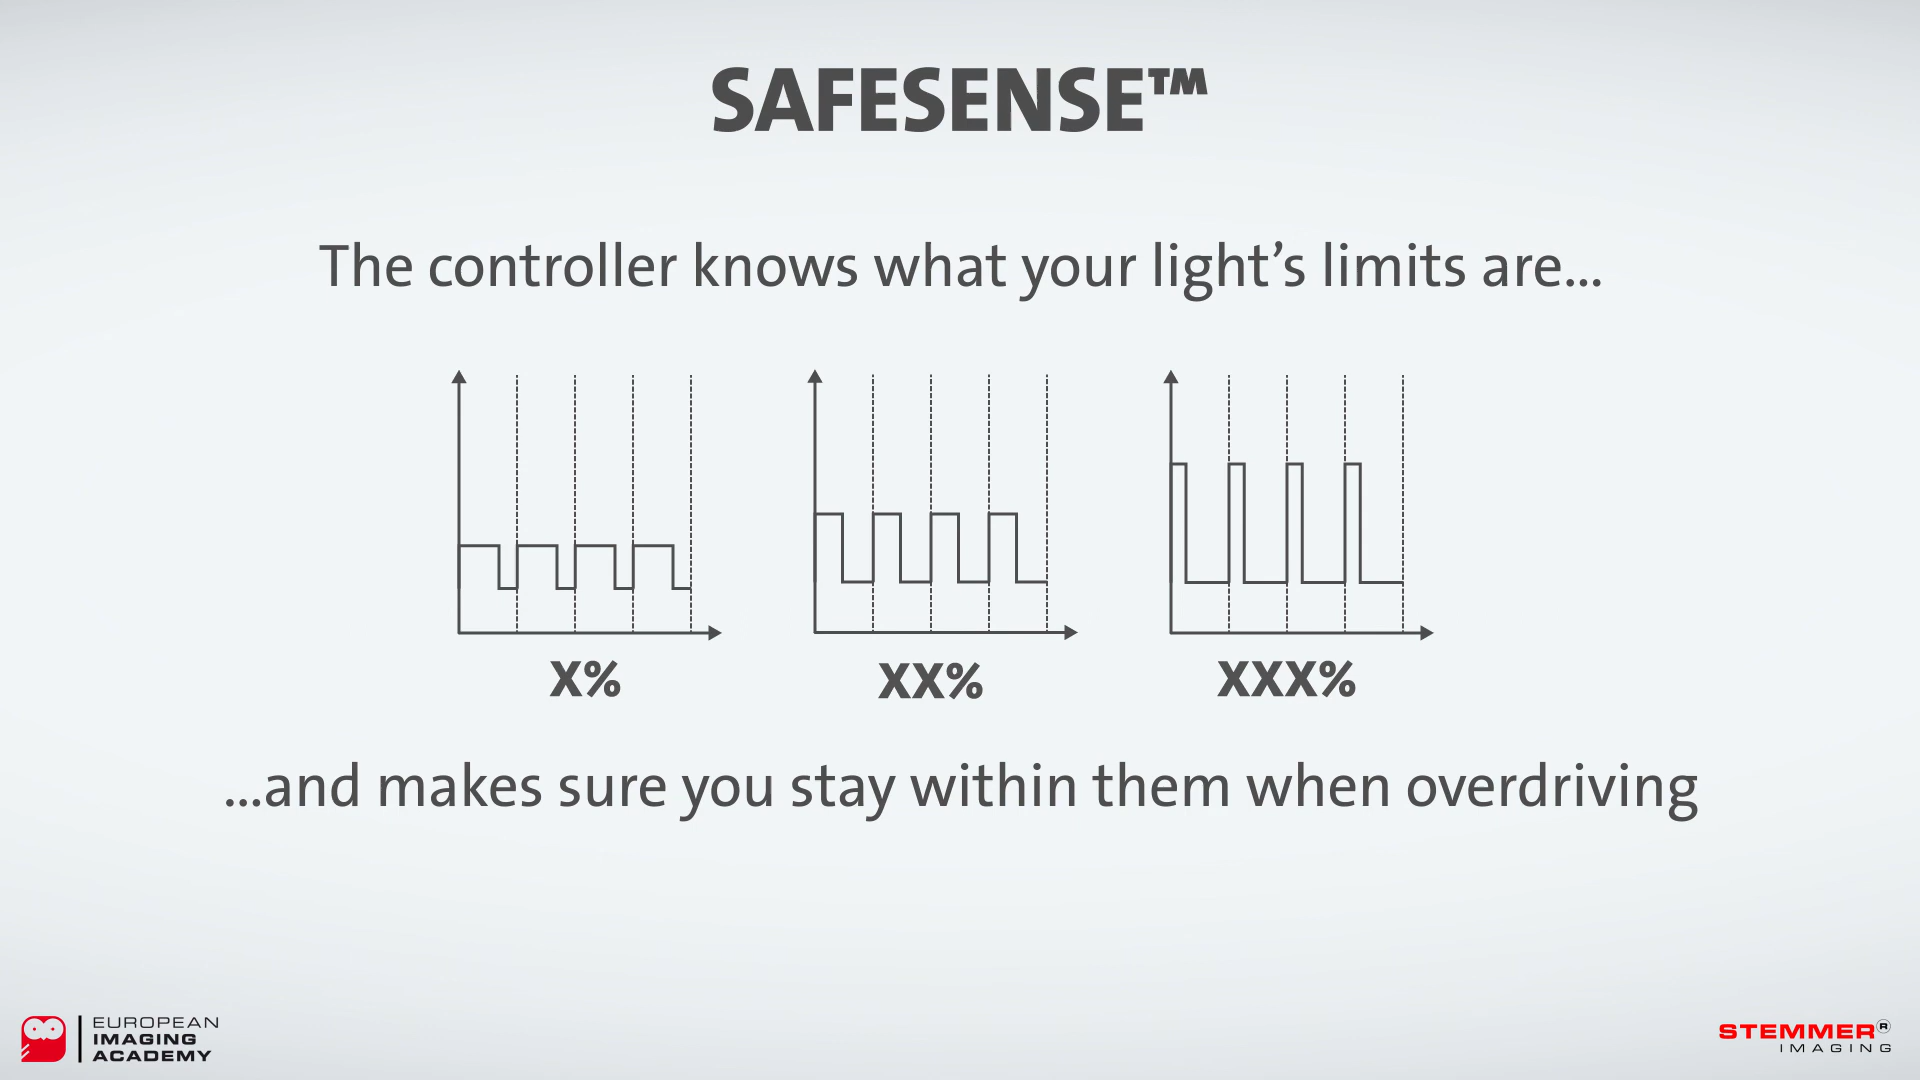 SAFESENSE™
The controller knows what your light’s limits are...
X% XX% XXX%
...and makes sure you stay within them when overdriving
EUROPEAN
IMAGING
ACADEMY
STEMMER®
IMAGING